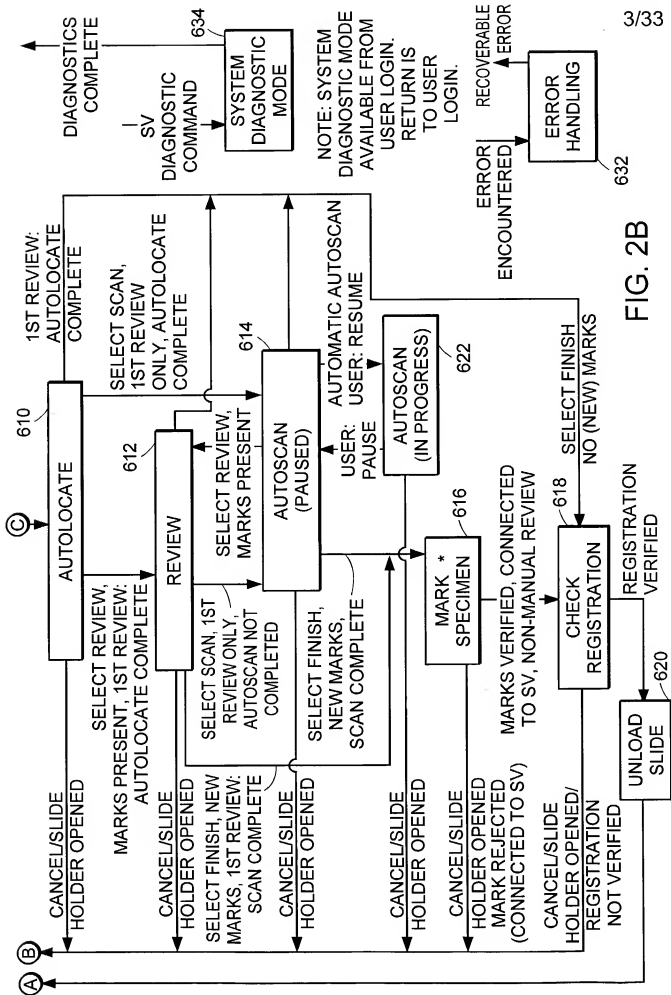 3/33
C
610
AUTOLOCATE
1ST REVIEW:
AUTOLOCATE
COMPLETE
DIAGNOSTICS
COMPLETE
SV
DIAGNOSTIC
COMMAND
634
SYSTEM
DIAGNOSTIC
MODE
NOTE: SYSTEM
DIAGNOSTIC MODE
AVAILABLE FROM
USER LOGIN.
RETURN IS
TO USER
LOGIN.
ERROR
ENCOUNTERED
RECOVERABLE
ERROR
ERROR
HANDLING
632
CANCEL/SLIDE
HOLDER OPENED
SELECT REVIEW,
MARKS PRESENT, 1ST REVIEW:
AUTOLOCATE COMPLETE
SELECT SCAN,
1ST REVIEW
ONLY, AUTOLOCATE
COMPLETE
612
REVIEW
CANCEL/SLIDE
HOLDER OPENED
SELECT FINISH, NEW
MARKS, 1ST REVIEW:
SCAN COMPLETE
SELECT SCAN, 1ST
REVIEW ONLY,
AUTOSCAN NOT
COMPLETED
SELECT REVIEW,
MARKS PRESENT
614
AUTOSCAN
(PAUSED)
CANCEL/SLIDE
HOLDER OPENED
SELECT FINISH,
NEW MARKS,
SCAN COMPLETE
USER:
PAUSE
AUTOMATIC AUTOSCAN
USER: RESUME
AUTOSCAN
(IN PROGRESS)
622
CANCEL/SLIDE
HOLDER OPENED
616
MARK *
SPECIMEN
CANCEL/SLIDE
HOLDER OPENED
MARK REJECTED
(CONNECTED TO SV)
MARKS VERIFIED, CONNECTED
TO SV, NON-MANUAL REVIEW
SELECT FINISH
NO (NEW) MARKS
618
CHECK
REGISTRATION
CANCEL/SLIDE
HOLDER OPENED/
REGISTRATION
NOT VERIFIED
REGISTRATION
VERIFIED
620
UNLOAD
SLIDE
B
A
FIG. 2B